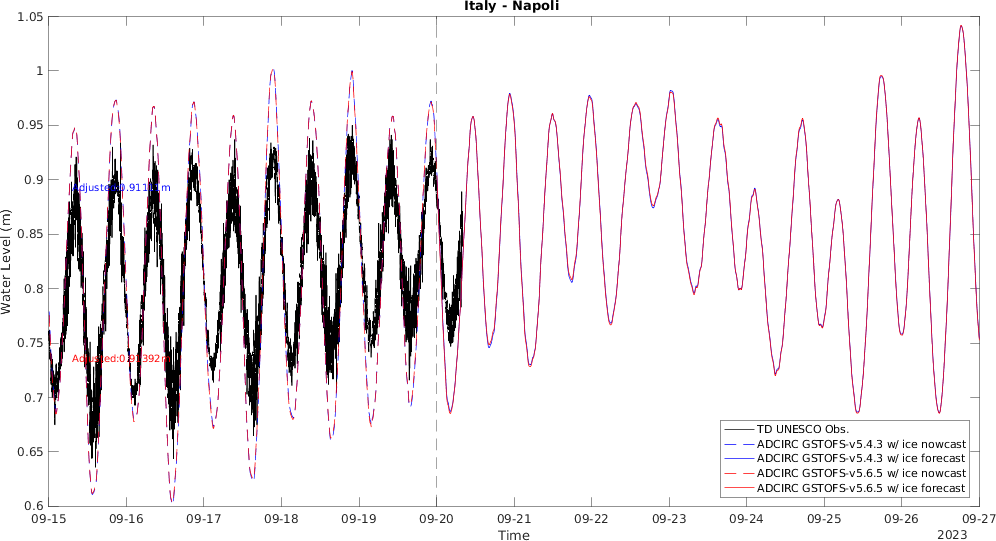 Italy - Napoli
Water Level (m)
1.05
1
0.95
0.9
0.85
0.8
0.75
0.7
0.65
0.6
TD UNESCO Obs.
ADCIRC GSTOFS-v5.4.3 w/ ice nowcast
ADCIRC GSTOFS-v5.4.3 w/ ice forecast
ADCIRC GSTOFS-v5.6.5 w/ ice nowcast
ADCIRC GSTOFS-v5.6.5 w/ ice forecast
09-15 09-16 09-17 09-18 09-19 09-20 09-21 09-22 09-23 09-24 09-25 09-26 09-27
Time
2023